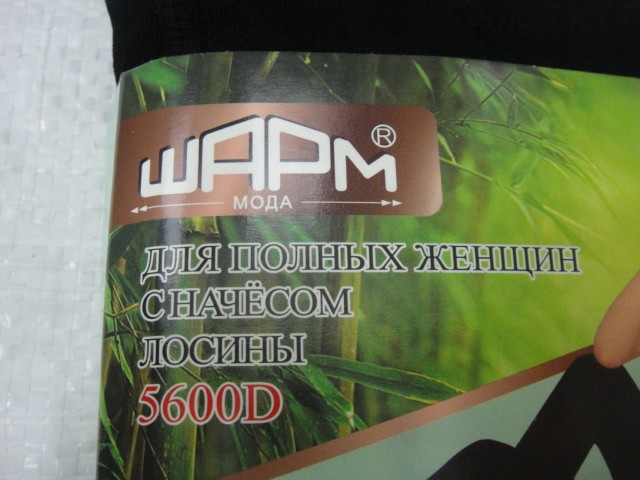 ШАРМ®
МОДА
ДЛЯ ПОЛНЫХ ЖЕНЩИН
С НАЧЁСОМ
ЛОСИНЫ
5600D